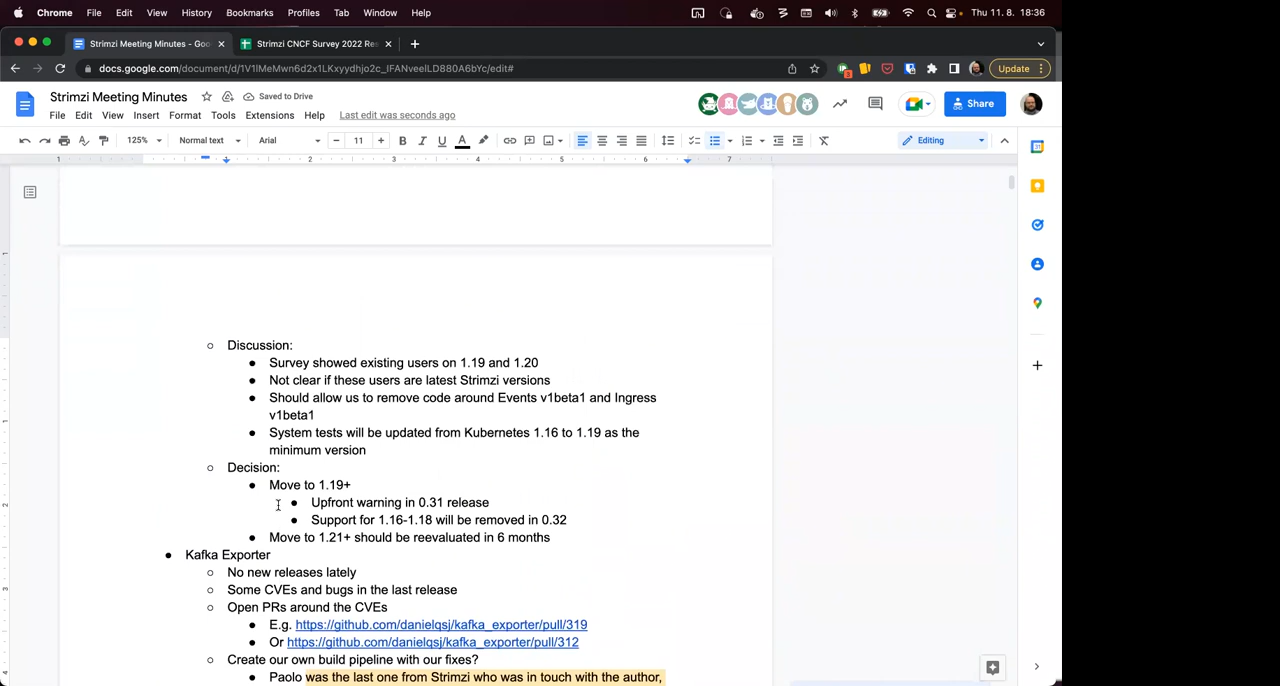 Chrome File Edit View History Bookmarks Profiles Tab Window Help Thu 11. 8. 18:36
Strimzi Meeting Minutes - Goo Strimzi CNCF Survey 2022 Re
Update
Strimzi Meeting Minutes Saved to Drive
File Edit View Insert Format Tools Extensions Help Last edit was seconds ago Share
125% Normal text Arial 11 Editing
1 1 2 3 4 5 6 7
Discussion:
Survey showed existing users on 1.19 and 1.20
Not clear if these users are latest Strimzi versions
Should allow us to remove code around Events v1beta1 and Ingress
v1beta1
System tests will be updated from Kubernetes 1.16 to 1.19 as the
minimum version
Decision:
Move to 1.19+
Upfront warning in 0.31 release
Support for 1.16-1.18 will be removed in 0.32
Move to 1.21+ should be reevaluated in 6 months
Kafka Exporter
No new releases lately
Some CVEs and bugs in the last release
Open PRs around the CVEs
E.g. https://github.com/danielqsj/kafka_exporter/pull/319
Or https://github.com/danielqsj/kafka_exporter/pull/312
Create our own build pipeline with our fixes?
Paolo was the last one from Strimzi who was in touch with the author,